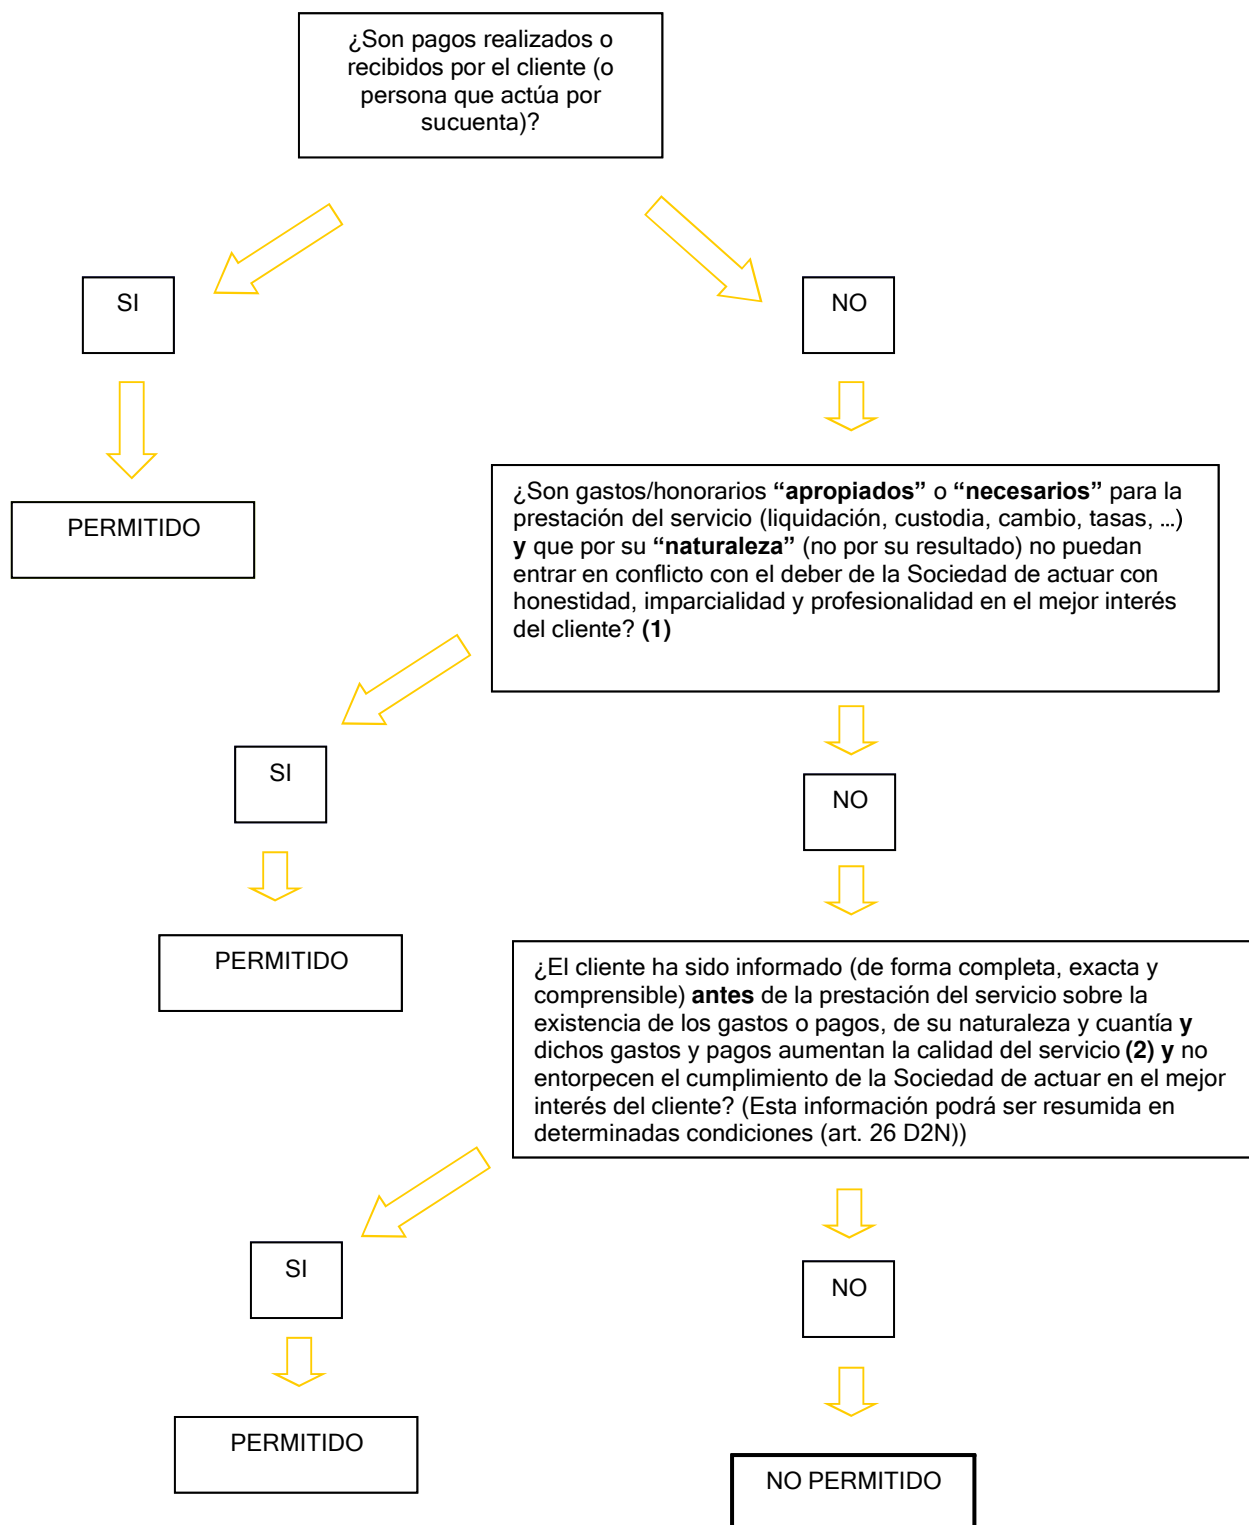 ¿Son pagos realizados o
recibidos por el cliente (o
persona que actúa por
sucuenta)?
SI
NO
PERMITIDO
¿Son gastos/honorarios “apropiados” o “necesarios” para la
prestación del servicio (liquidación, custodia, cambio, tasas, ...)
y que por su “naturaleza” (no por su resultado) no puedan
entrar en conflicto con el deber de la Sociedad de actuar con
honestidad, imparcialidad y profesionalidad en el mejor interés
del cliente? (1)
SI
NO
PERMITIDO
¿El cliente ha sido informado (de forma completa, exacta y
comprensible) antes de la prestación del servicio sobre la
existencia de los gastos o pagos, de su naturaleza y cuantía y
dichos gastos y pagos aumentan la calidad del servicio (2) y no
entorpecen el cumplimiento de la Sociedad de actuar en el mejor
interés del cliente? (Esta información podrá ser resumida en
determinadas condiciones (art. 26 D2N))
SI
NO
PERMITIDO
NO PERMITIDO